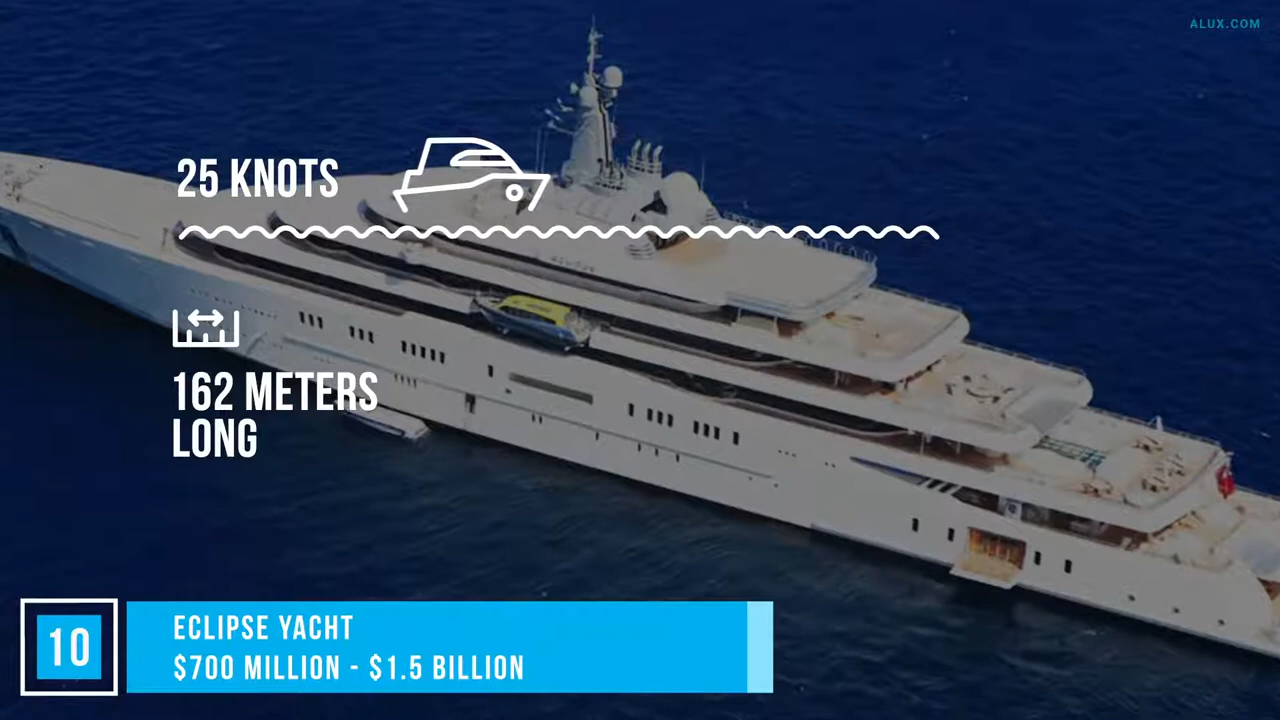 ALUX.COM
25 KNOTS
162 METERS
LONG
10
ECLIPSE YACHT
$700 MILLION - $1.5 BILLION